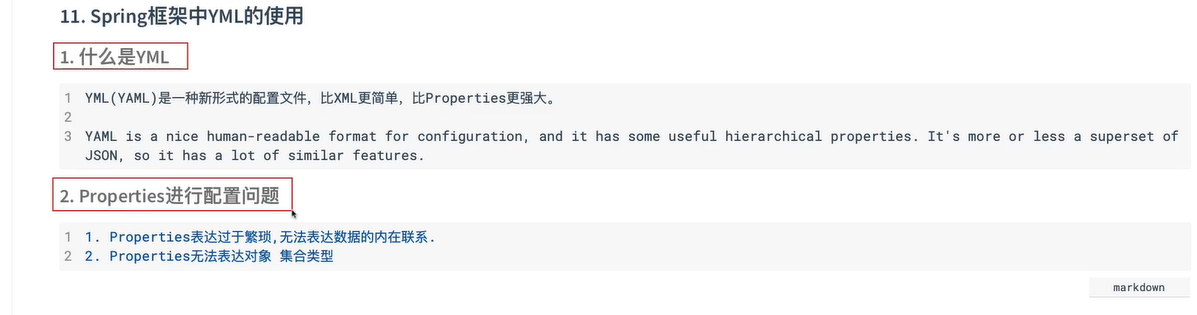 11. Spring框架中YML的使用
1. 什么是YML
1 YML(YAML)是一种新形式的配置文件，比XML更简单，比Properties更强大。
2
3 YAML is a nice human-readable format for configuration, and it has some useful hierarchical properties. It's more or less a superset of
JSON, so it has a lot of similar features.
2. Properties进行配置问题
1 1. Properties表达过于繁琐,无法表达数据的内在联系.
2 2. Properties无法表达对象 集合类型
markdown